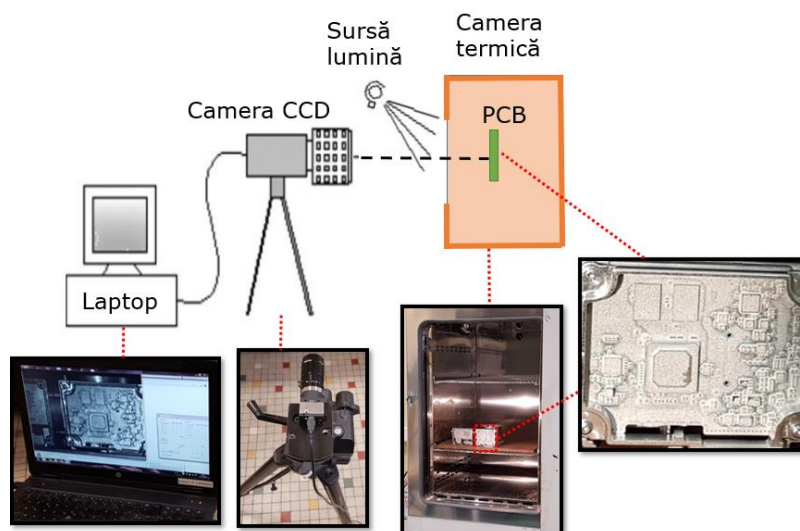 Sursă
lumină
Camera
termică
Camera CCD
PCB
Laptop